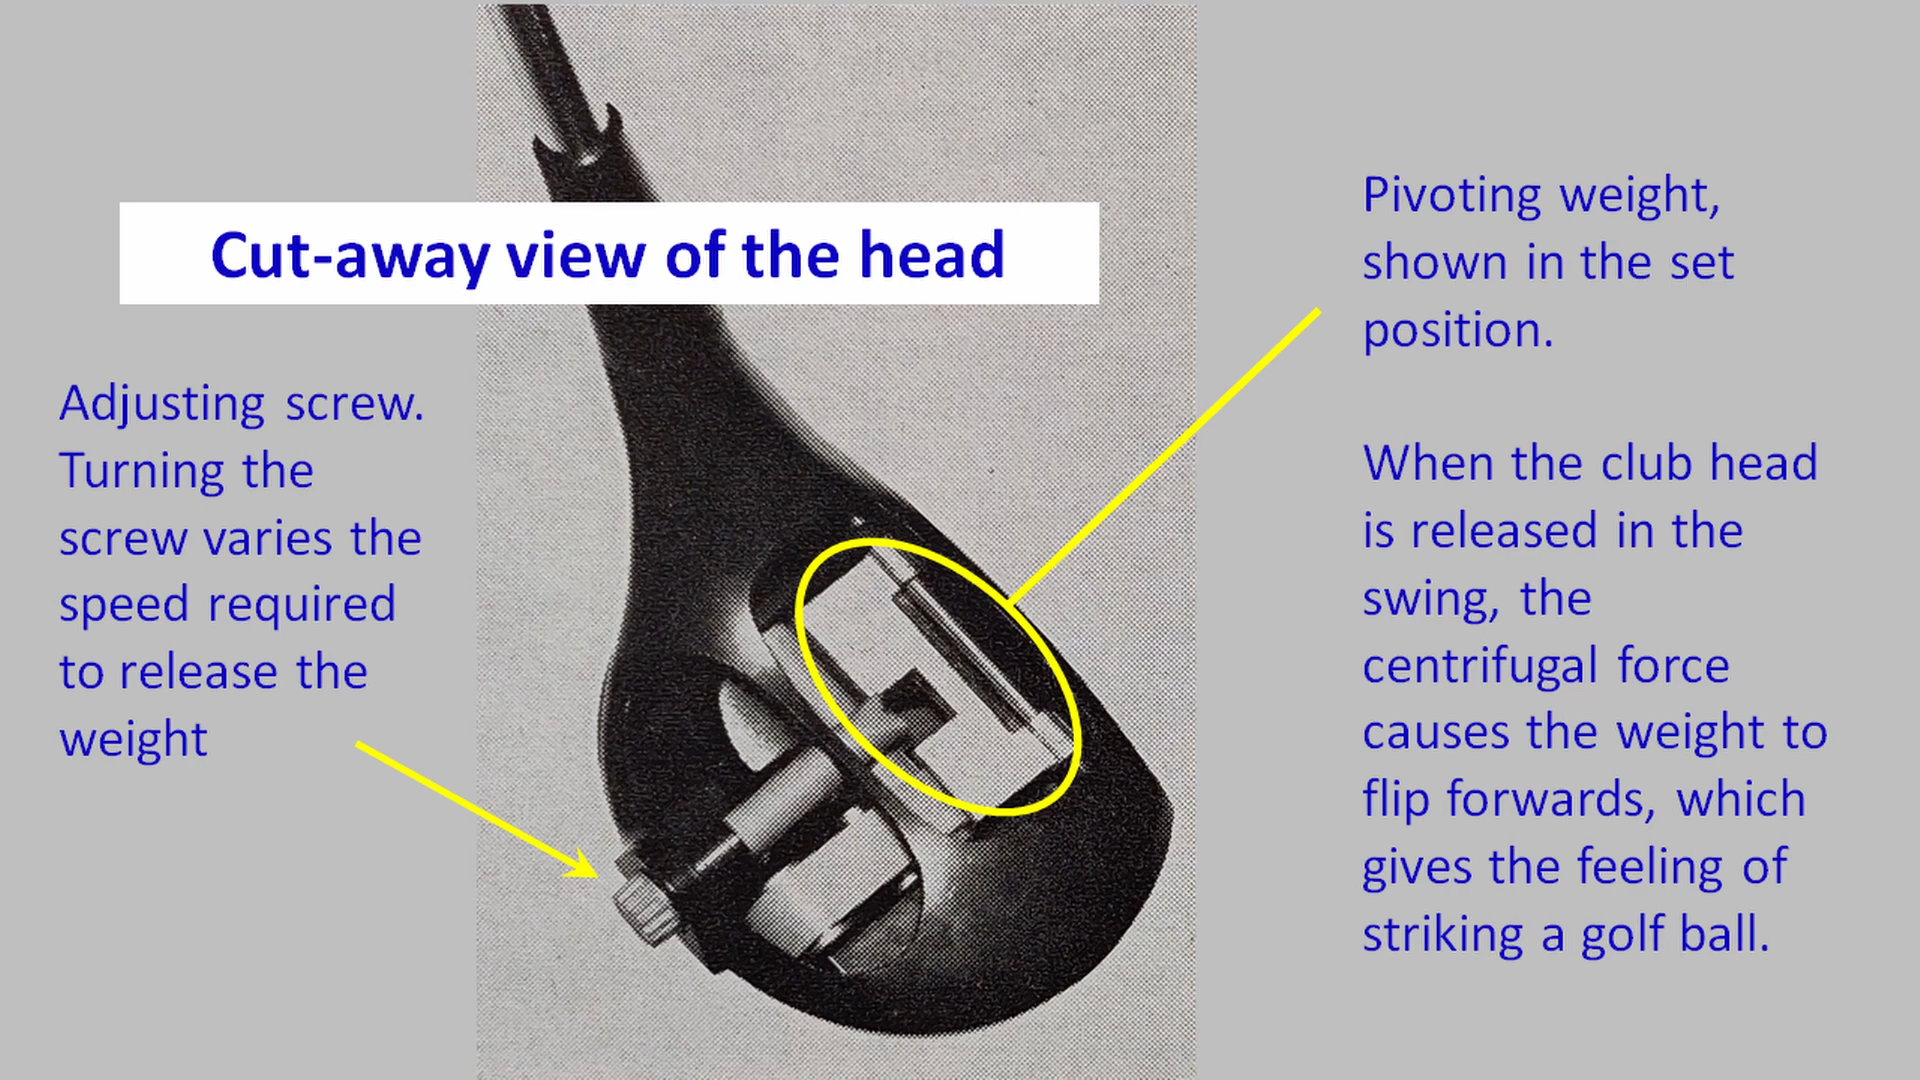 Cut-away view of the head
Adjusting screw.
Turning the
screw varies the
speed required
to release the
weight
Pivoting weight,
shown in the set
position.
When the club head
is released in the
swing, the
centrifugal force
causes the weight to
flip forwards, which
gives the feeling of
striking a golf ball.